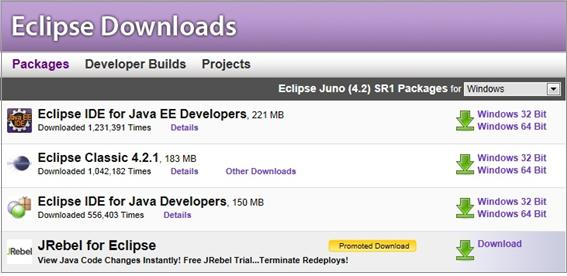 Eclipse Downloads
Packages Developer Builds Projects
Eclipse Juno (4.2) SR1 Packages for Windows
Java EE IDE
Eclipse IDE for Java EE Developers, 221 MB
Downloaded 1,231,391 Times Details
Windows 32 Bit
Windows 64 Bit
Eclipse Classic 4.2.1, 183 MB
Downloaded 1,042,182 Times Details Other Downloads
Windows 32 Bit
Windows 64 Bit
Eclipse IDE for Java Developers, 150 MB
Downloaded 556,403 Times Details
Windows 32 Bit
Windows 64 Bit
JRebel
JRebel for Eclipse
Promoted Download
Download
View Java Code Changes Instantly! Free JRebel Trial...Terminate Redeploys!